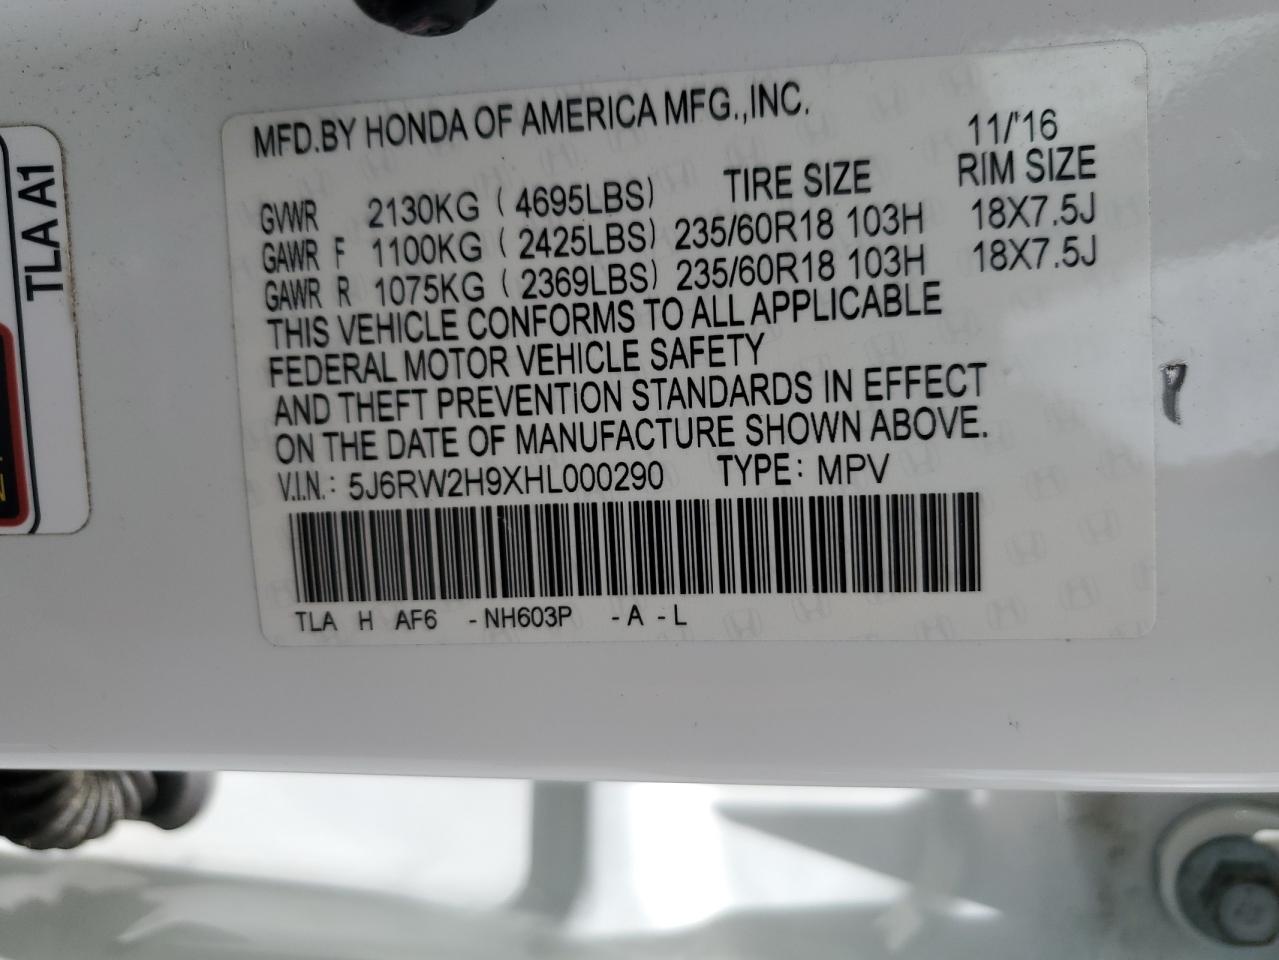 MFD.BY HONDA OF AMERICA MFG.,INC.
11/'16
TIRE SIZE RIM SIZE
GVWR 2130KG ( 4695LBS)
GAWR F 1100KG ( 2425LBS) 235/60R18 103H 18X7.5J
GAWR R 1075KG ( 2369LBS) 235/60R18 103H 18X7.5J
THIS VEHICLE CONFORMS TO ALL APPLICABLE
FEDERAL MOTOR VEHICLE SAFETY
AND THEFT PREVENTION STANDARDS IN EFFECT
ON THE DATE OF MANUFACTURE SHOWN ABOVE.
V.I.N.: 5J6RW2H9XHL000290 TYPE: MPV
TLA H AF6 -NH603P -A -L
TLA A1